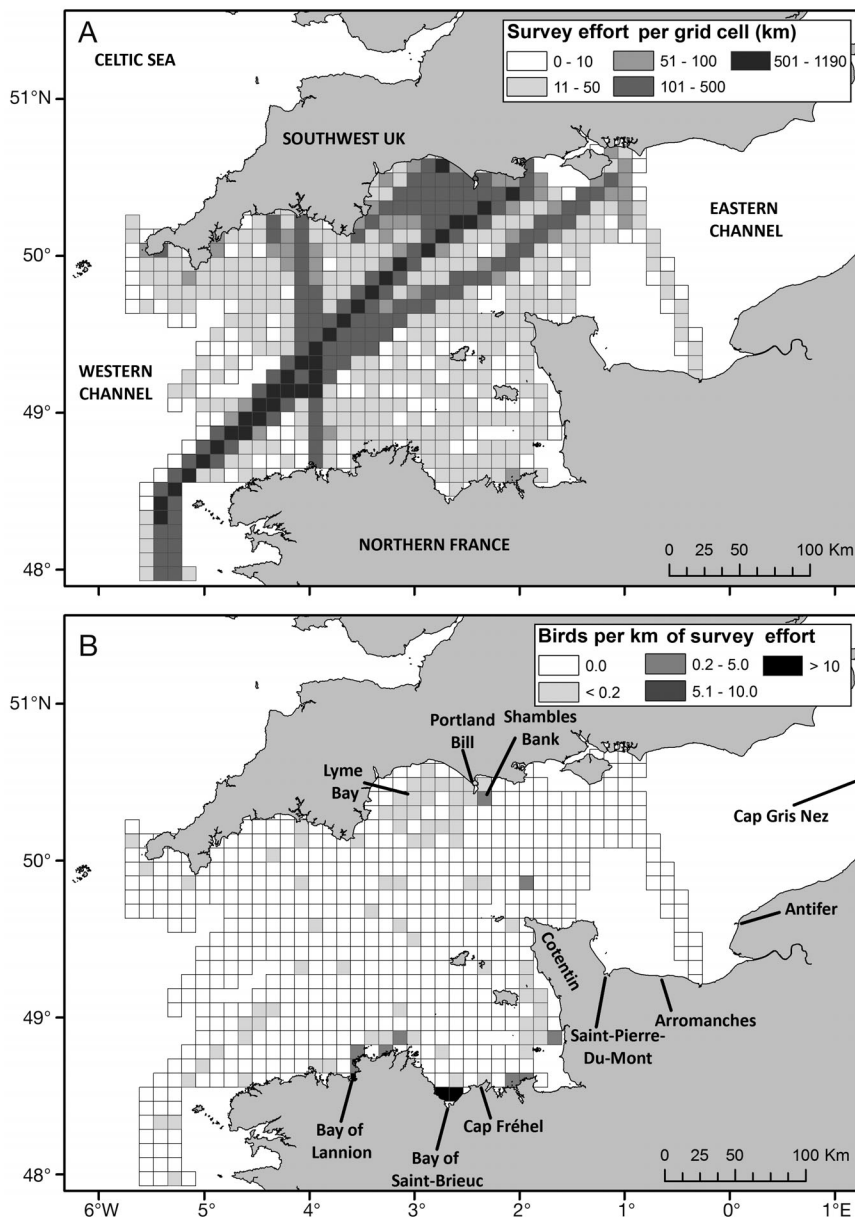 A
Survey effort per grid cell (km)
0 - 10
51 - 100
501 - 1190
11 - 50
101 - 500
CELTIC SEA
51°N
SOUTHWEST UK
EASTERN
CHANNEL
50°
WESTERN
CHANNEL
49°
NORTHERN FRANCE
0 25 50 100 Km
48°
B
Birds per km of survey effort
0.0
0.2 - 5.0
> 10
< 0.2
5.1 - 10.0
51°N
Portland
Bill
Shambles
Bank
Lyme
Bay
Cap Gris Nez
50°
Antifer
Cotentin
49°
Arromanches
Saint-Pierre-
Du-Mont
Cap Fréhel
Bay of
Lannion
Bay of
Saint-Brieuc
0 25 50 100 Km
48°
6°W 5° 4° 3° 2° 1° 0° 1°E